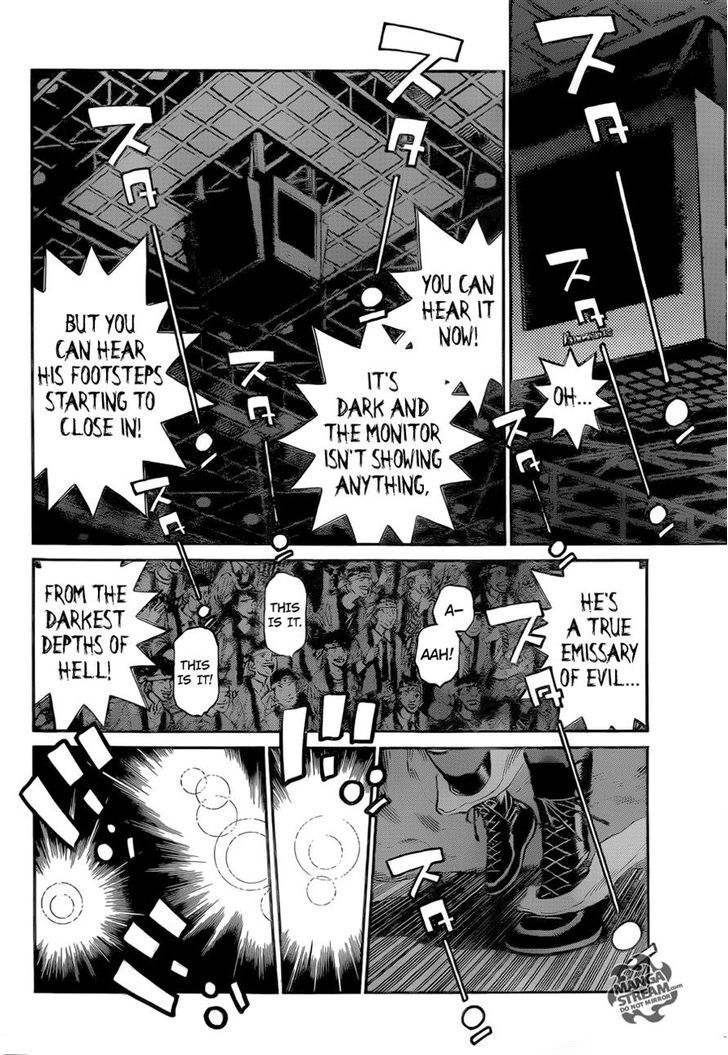 スタ
スタ
OH...
スタ
YOU CAN
HEAR IT
NOW!
IT'S
DARK AND
THE MONITOR
ISN'T SHOWING
ANYTHING,
スタ
スタ
スタ
BUT YOU
CAN HEAR
HIS FOOTSTEPS
STARTING TO
CLOSE IN!
スタ
HE'S
A TRUE
EMISSARY
OF EVIL...
スタ
A-
AAH!
THIS
IS IT.
THIS
IS IT!
FROM THE
DARKEST
DEPTHS OF
HELL!
スタ
MANGA
STREAM.com
DO NOT MIRROR